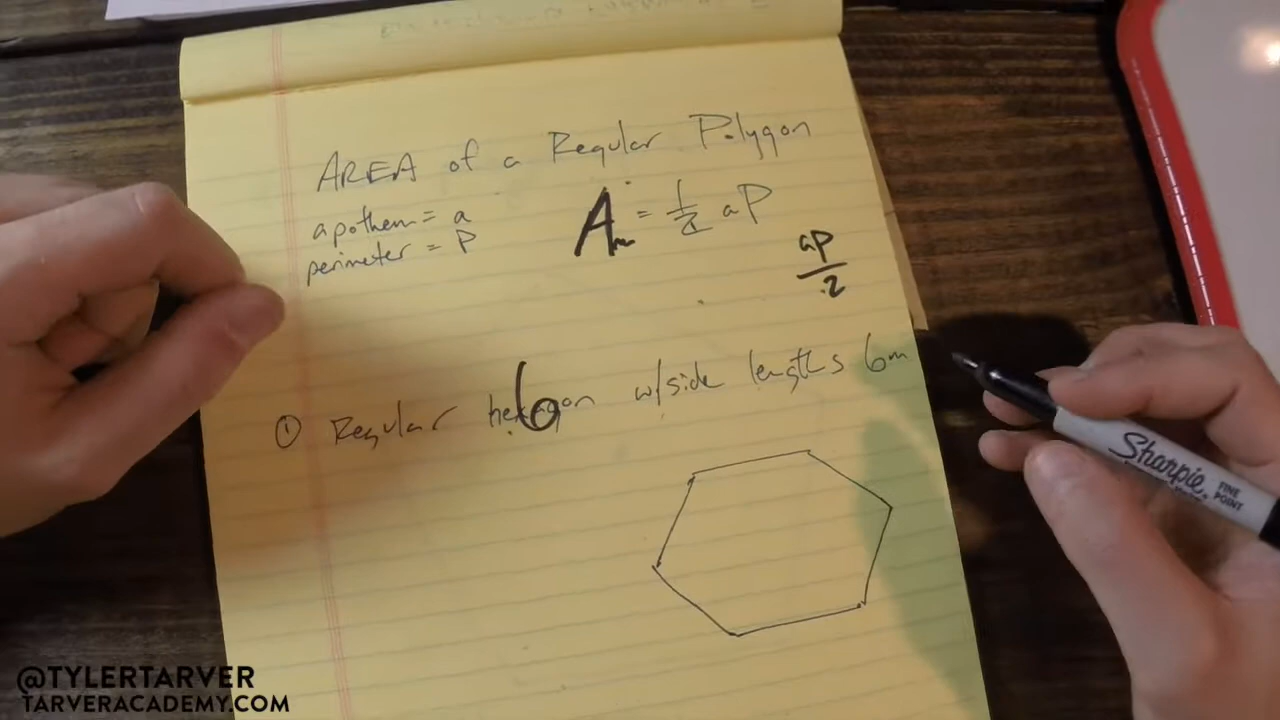 AREA of a Regular Polygon
apothem = a
perimeter = P
A = 1/2 aP
aP/2
① Regular hexagon w/side lengths 6m
6
Sharpie
FINE POINT
@TYLERTARVER
TARVERACADEMY.COM